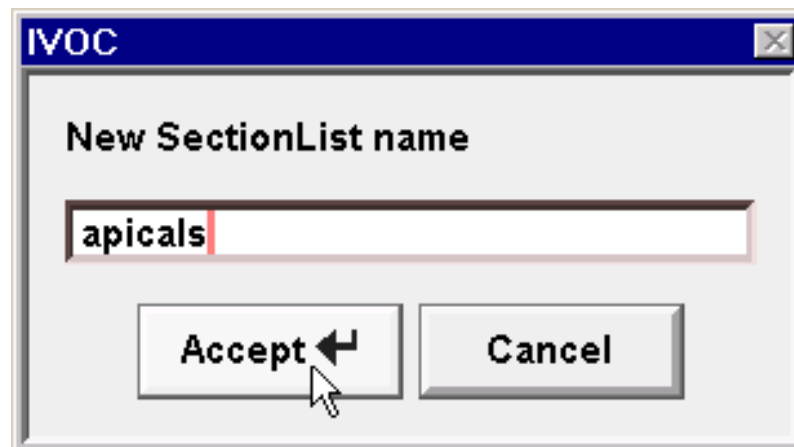 IVOC
New SectionList name
apicals
Accept
Cancel